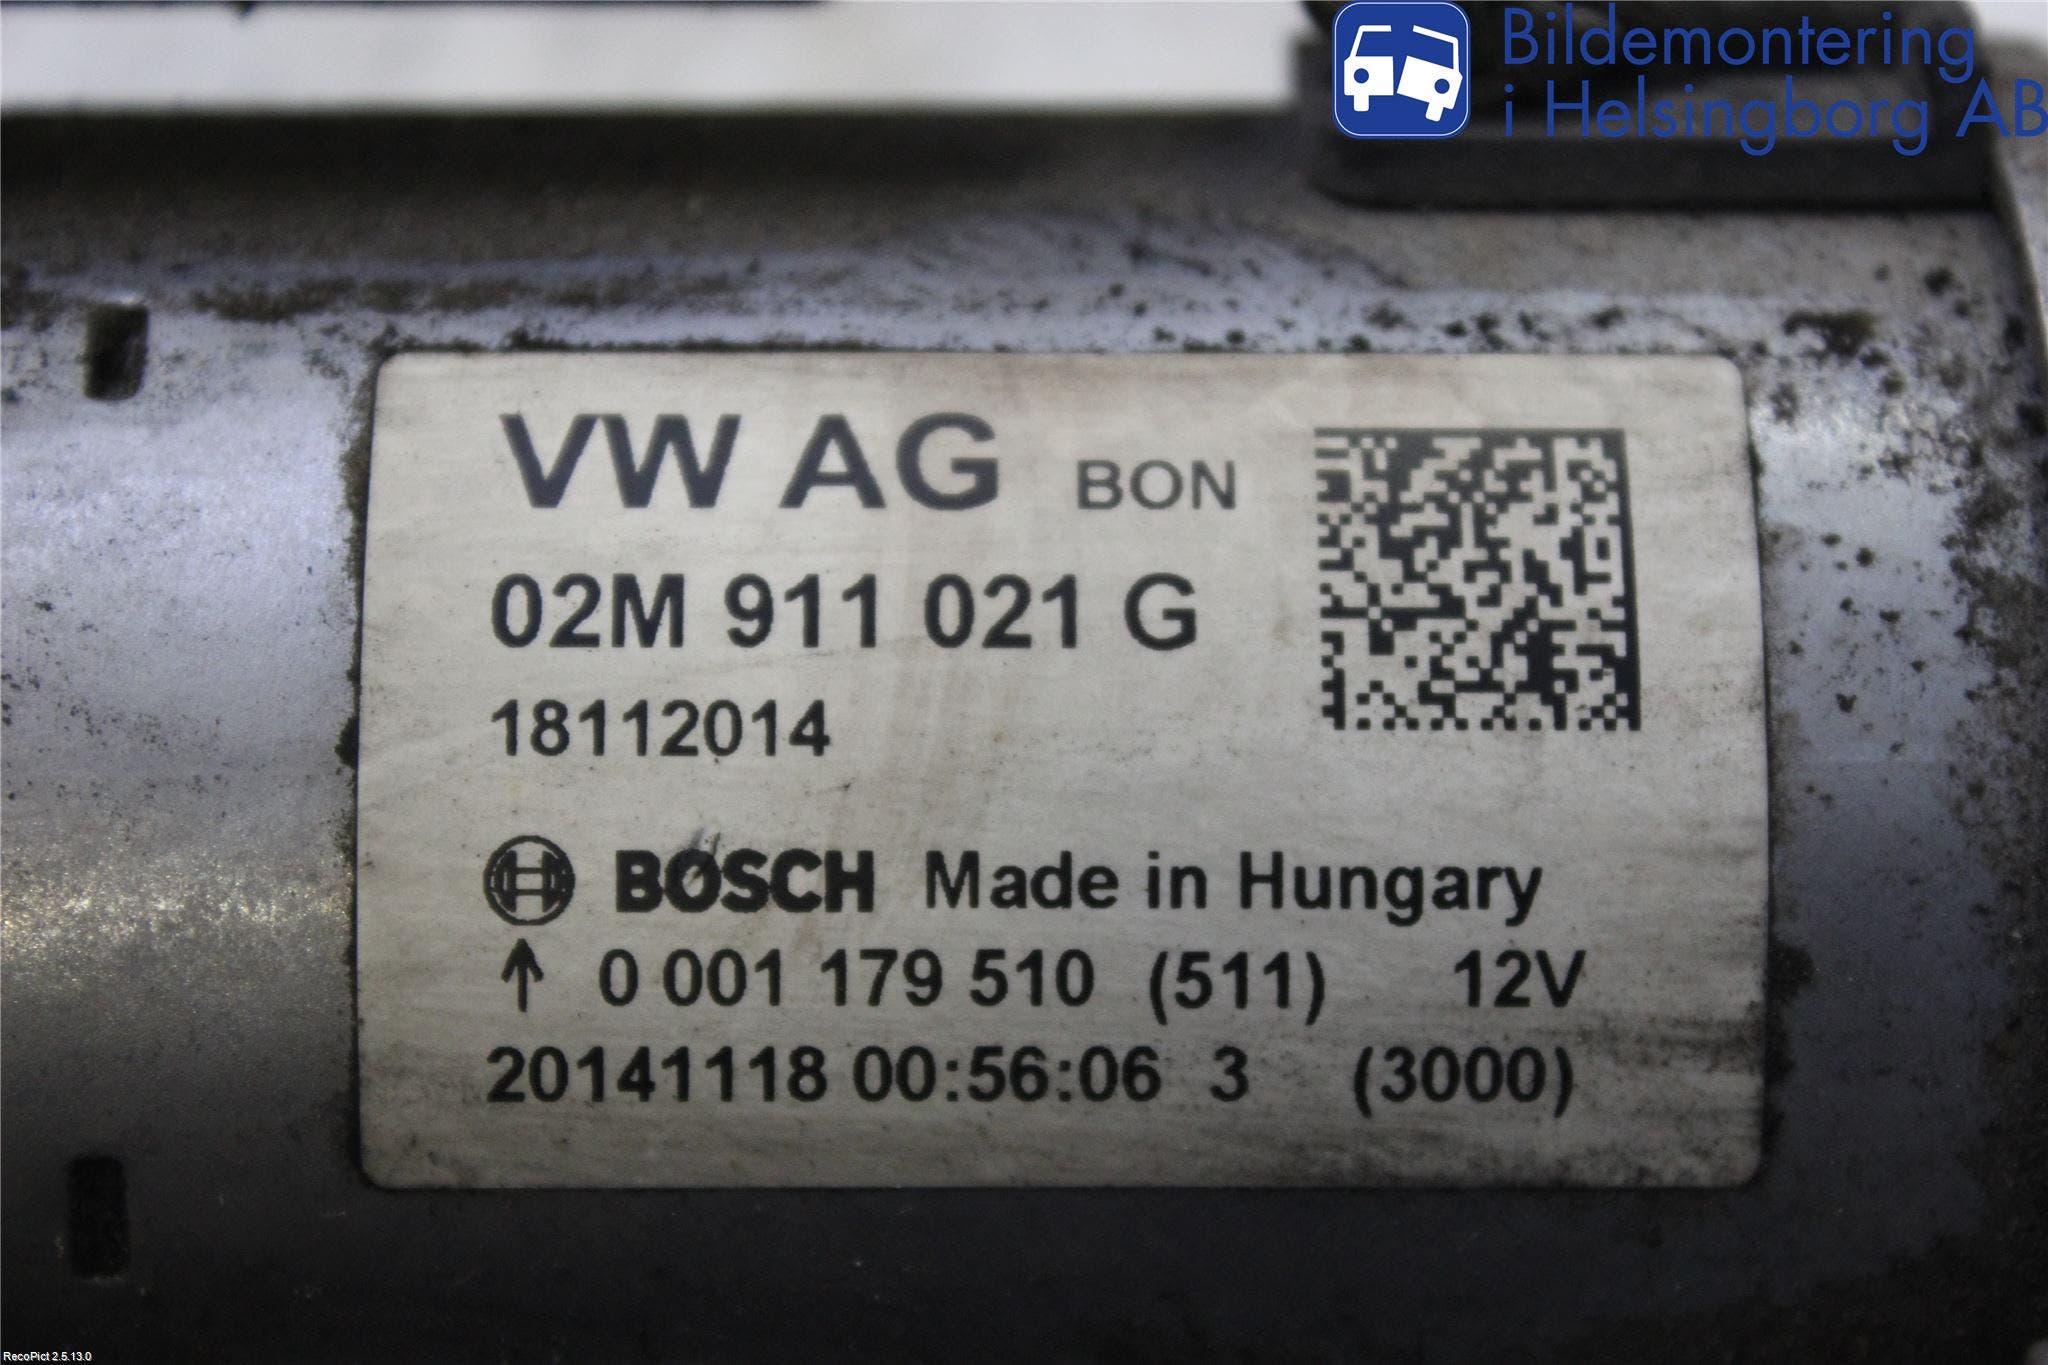 Bildemontering
i Helsingborg AB
VW AG BON
02M 911 021 G
18112014
BOSCH Made in Hungary
↑ 0 001 179 510 (511) 12V
20141118 00:56:06 3 (3000)
RecoPict 2.5.13.0